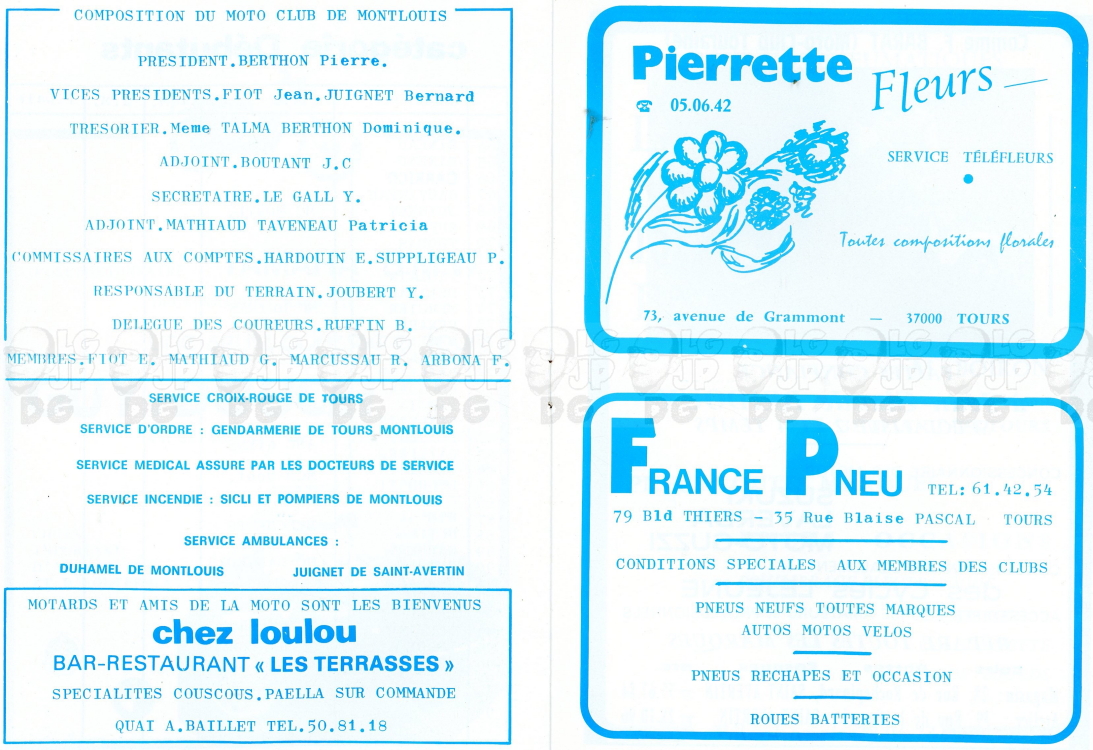 COMPOSITION DU MOTO CLUB DE MONTLOUIS
PRESIDENT.BERTHON Pierre.
VICES PRESIDENTS.FIOT Jean.JUIGNET Bernard
TRESORIER.Meme TALMA BERTHON Dominique.
ADJOINT.BOUTANT J.C
SECRETAIRE.LE GALL Y.
ADJOINT.MATHIAUD TAVENEAU Patricia
COMMISSAIRES AUX COMPTES.HARDOUIN E.SUPPLIGEAU P.
RESPONSABLE DU TERRAIN.JOUBERT Y.
DELEGUE DES COUREURS.RUFFIN B.
MEMBRES.FIOT E. MATHIAUD G. MARCUSSAU R. ARBONA F.
SERVICE CROIX-ROUGE DE TOURS
SERVICE D'ORDRE : GENDARMERIE DE TOURS MONTLOUIS
SERVICE MEDICAL ASSURE PAR LES DOCTEURS DE SERVICE
SERVICE INCENDIE : SICLI ET POMPIERS DE MONTLOUIS
SERVICE AMBULANCES :
DUHAMEL DE MONTLOUIS JUIGNET DE SAINT-AVERTIN
MOTARDS ET AMIS DE LA MOTO SONT LES BIENVENUS
chez loulou
BAR-RESTAURANT « LES TERRASSES »
SPECIALITES COUSCOUS.PAELLA SUR COMMANDE
QUAI A.BAILLET TEL.50.81.18
Pierrette Fleurs
☎ 05.06.42
SERVICE TÉLÉFLEURS
Toutes compositions florales
73, avenue de Grammont — 37000 TOURS
FRANCE PNEU TEL: 61.42.54
79 Bld THIERS - 35 Rue Blaise PASCAL TOURS
CONDITIONS SPECIALES AUX MEMBRES DES CLUBS
PNEUS NEUFS TOUTES MARQUES
AUTOS MOTOS VELOS
PNEUS RECHAPES ET OCCASION
ROUES BATTERIES